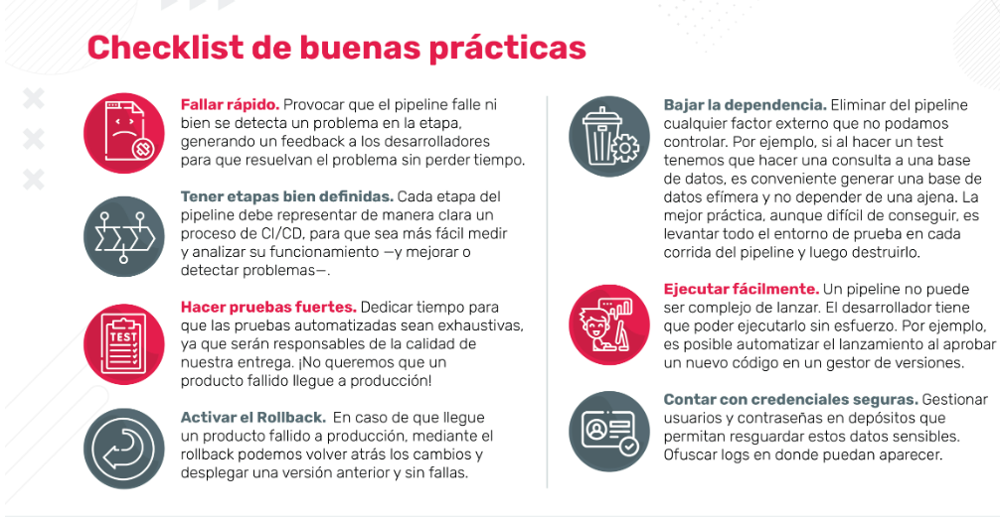 Checklist de buenas prácticas
Fallar rápido. Provocar que el pipeline falle ni
bien se detecta un problema en la etapa,
generando un feedback a los desarrolladores
para que resuelvan el problema sin perder tiempo.
Tener etapas bien definidas. Cada etapa del
pipeline debe representar de manera clara un
proceso de CI/CD, para que sea más fácil medir
y analizar su funcionamiento —y mejorar o
detectar problemas—.
TEST
Hacer pruebas fuertes. Dedicar tiempo para
que las pruebas automatizadas sean exhaustivas,
ya que serán responsables de la calidad de
nuestra entrega. ¡No queremos que un
producto fallido llegue a producción!
Activar el Rollback. En caso de que llegue
un producto fallido a producción, mediante el
rollback podemos volver atrás los cambios y
desplegar una versión anterior y sin fallas.
Bajar la dependencia. Eliminar del pipeline
cualquier factor externo que no podamos
controlar. Por ejemplo, si al hacer un test
tenemos que hacer una consulta a una base
de datos, es conveniente generar una base de
datos efímera y no depender de una ajena. La
mejor práctica, aunque difícil de conseguir, es
levantar todo el entorno de prueba en cada
corrida del pipeline y luego destruirlo.
Ejecutar fácilmente. Un pipeline no puede
ser complejo de lanzar. El desarrollador tiene
que poder ejecutarlo sin esfuerzo. Por ejemplo,
es posible automatizar el lanzamiento al aprobar
un nuevo código en un gestor de versiones.
Contar con credenciales seguras. Gestionar
usuarios y contraseñas en depósitos que
permitan resguardar estos datos sensibles.
Ofuscar logs en donde puedan aparecer.